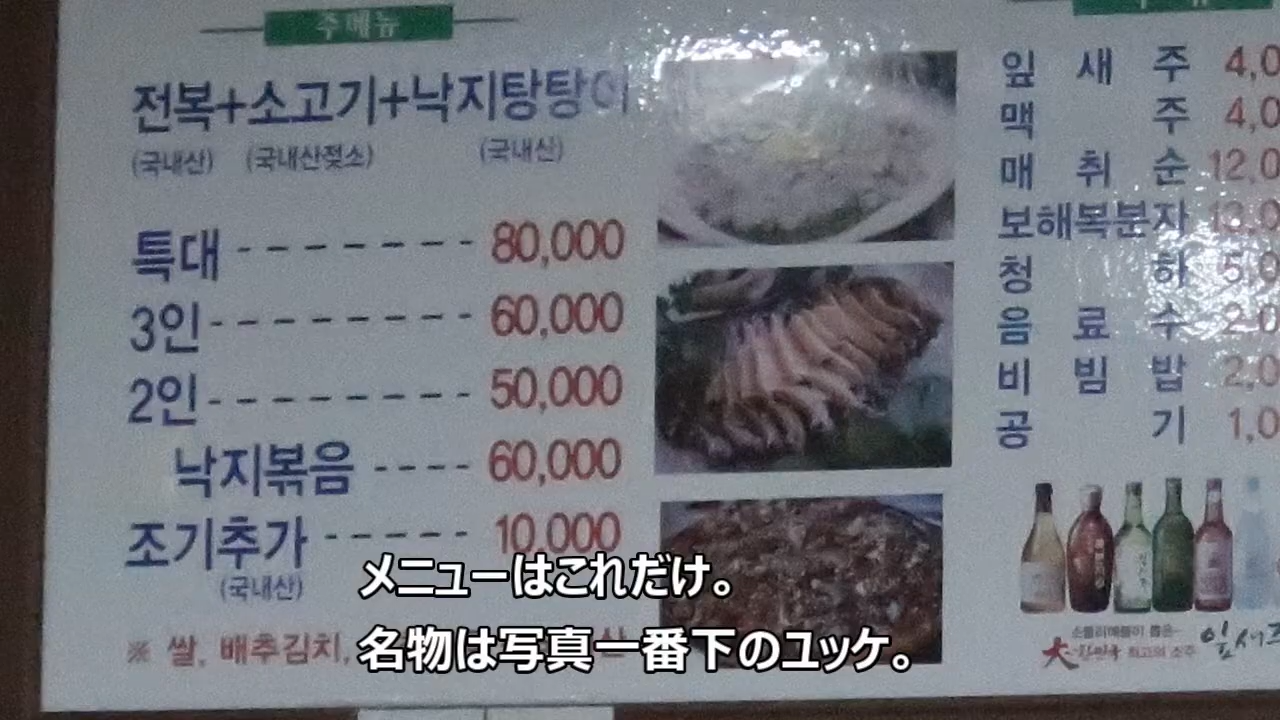 주메뉴
전복+소고기+낙지탕탕이
(국내산) (국내산젖소) (국내산)
특대 -------- 80,000
3인 --------- 60,000
2인 --------- 50,000
낙지볶음 ---- 60,000
조기추가 ----- 10,000
(국내산)
※ 쌀, 배추김치,
잎새주 4,0
맥주 4,0
매취순 12,0
보해복분자 13,0
청하 5,0
음료수 2,0
비빔밥 2,0
공기 1,0
잎새주
メニューはこれだけ。
名物は写真一番下のユッケ。